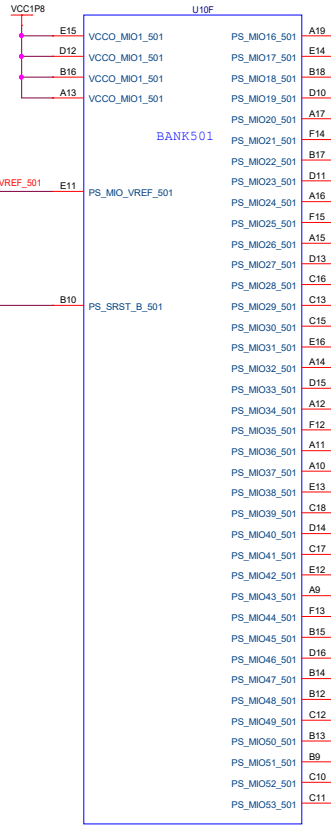 VCC1P8
U10F
E15 VCCO_MIO1_501 PS_MIO16_501 A19
D12 VCCO_MIO1_501 PS_MIO17_501 E14
B16 VCCO_MIO1_501 PS_MIO18_501 B18
A13 VCCO_MIO1_501 PS_MIO19_501 D10
PS_MIO20_501 A17
BANK501 PS_MIO21_501 F14
PS_MIO22_501 B17
VREF_501 E11 PS_MIO_VREF_501 PS_MIO23_501 D11
PS_MIO24_501 A16
PS_MIO25_501 F15
PS_MIO26_501 A15
PS_MIO27_501 D13
PS_MIO28_501 C16
B10 PS_SRST_B_501 PS_MIO29_501 C13
PS_MIO30_501 C15
PS_MIO31_501 E16
PS_MIO32_501 A14
PS_MIO33_501 D15
PS_MIO34_501 A12
PS_MIO35_501 F12
PS_MIO36_501 A11
PS_MIO37_501 A10
PS_MIO38_501 E13
PS_MIO39_501 C18
PS_MIO40_501 D14
PS_MIO41_501 C17
PS_MIO42_501 E12
PS_MIO43_501 A9
PS_MIO44_501 F13
PS_MIO45_501 B15
PS_MIO46_501 D16
PS_MIO47_501 B14
PS_MIO48_501 B12
PS_MIO49_501 C12
PS_MIO50_501 B13
PS_MIO51_501 B9
PS_MIO52_501 C10
PS_MIO53_501 C11